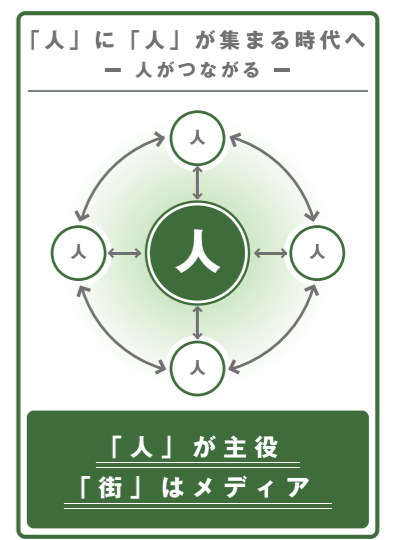 「人」に「人」が集まる時代へ
ー 人がつながる ー
人
人
人
人
人
「人」が主役
「街」はメディア